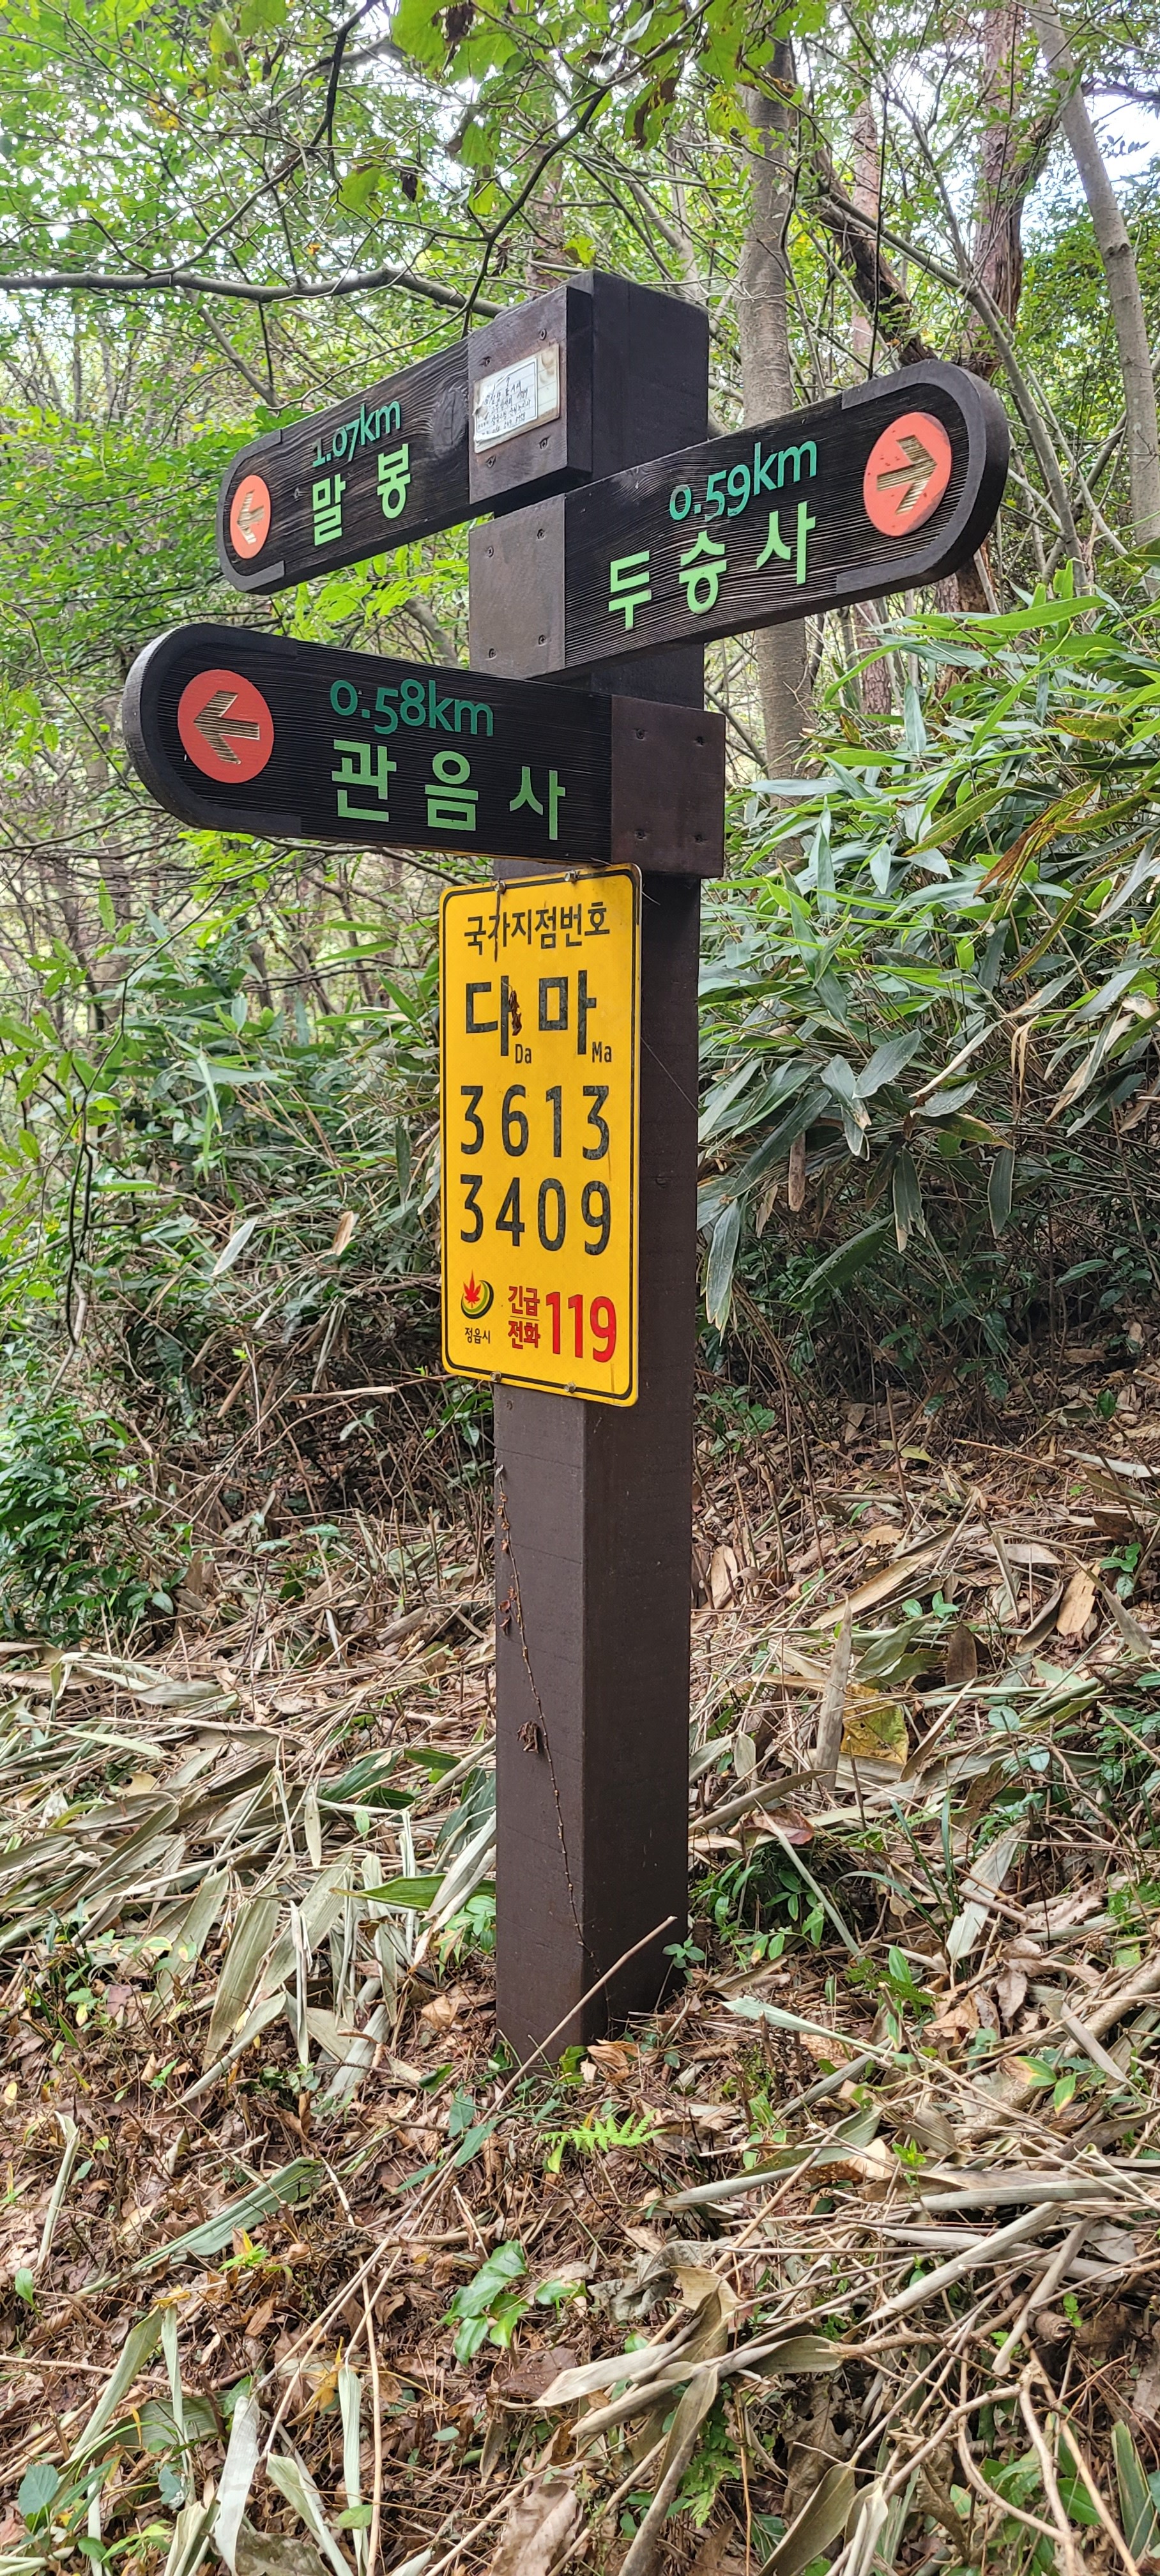 1.07km
말봉
0.59km
두승사
0.58km
관음사
국가지점번호
다 마
Da Ma
3613
3409
정읍시
긴급
전화
119